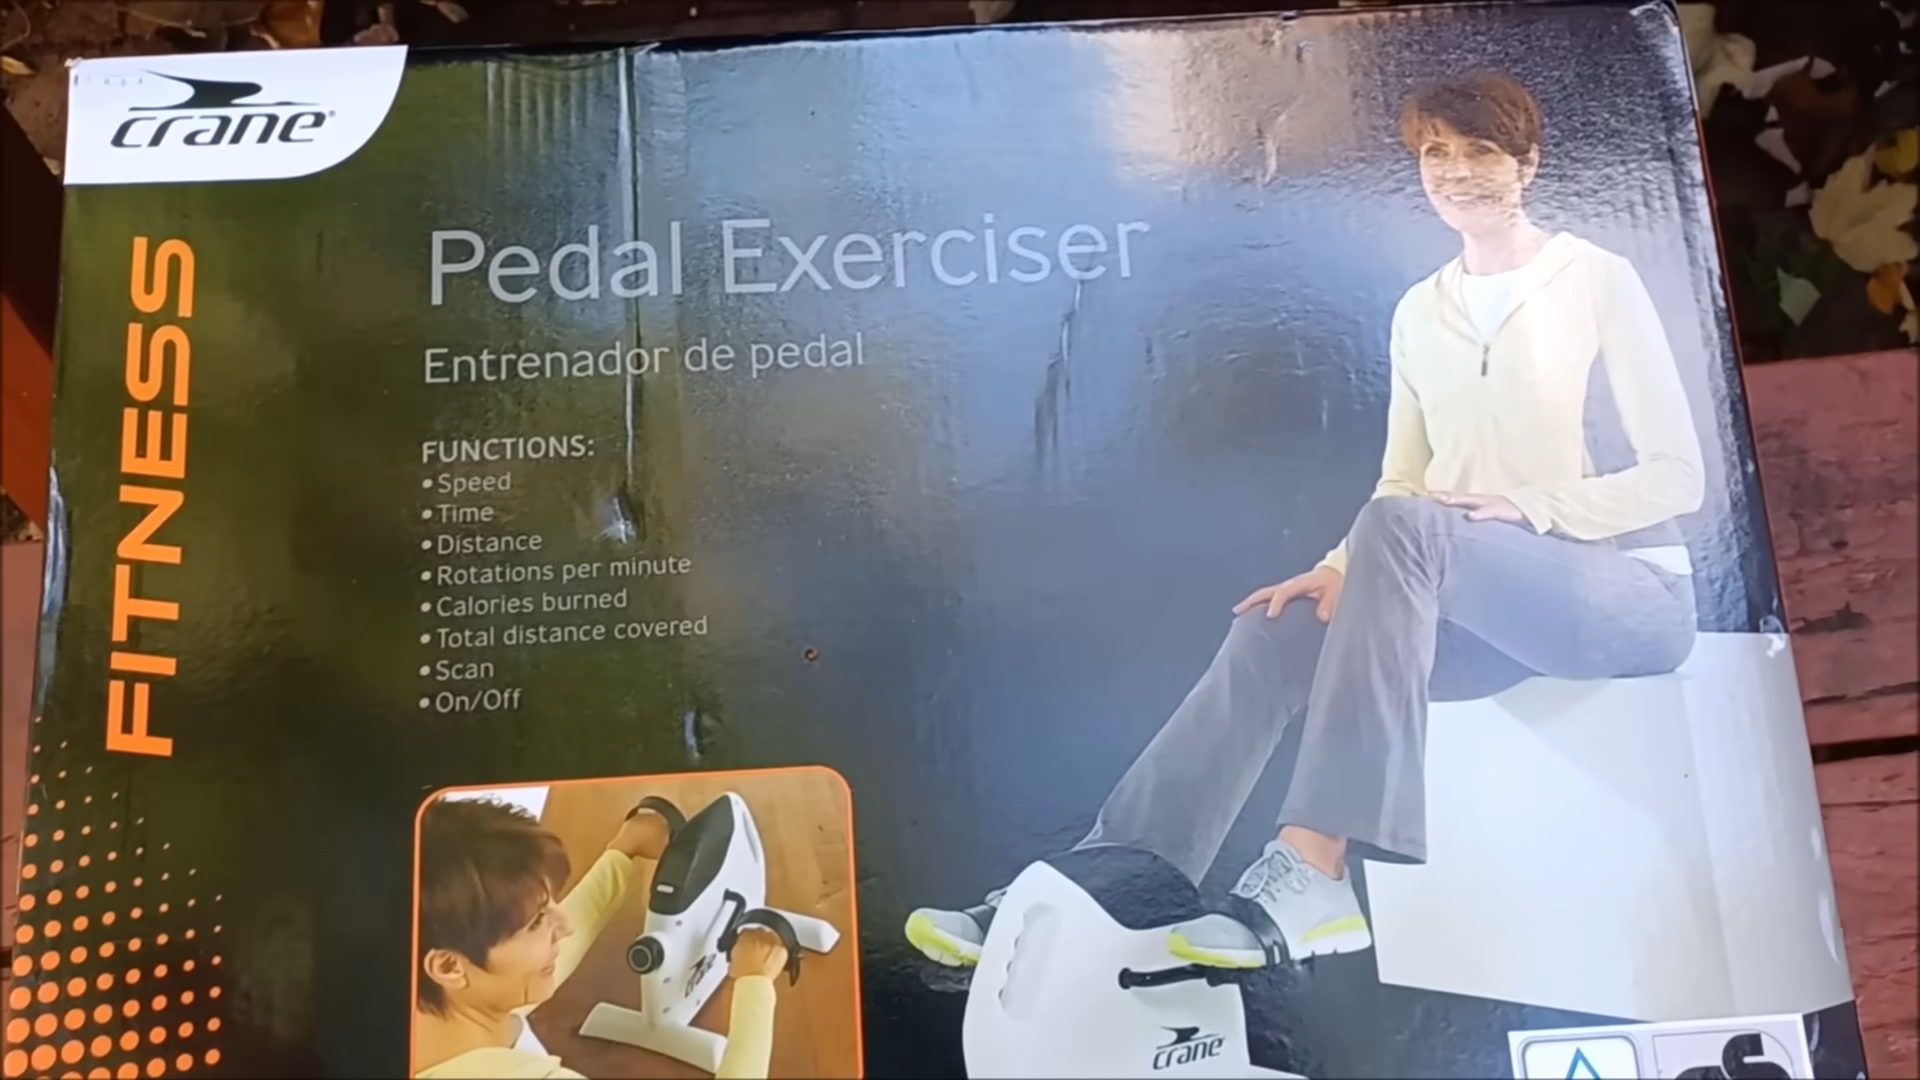 crane
FITNESS
Pedal Exerciser
Entrenador de pedal
FUNCTIONS:
• Speed
• Time
• Distance
• Rotations per minute
• Calories burned
• Total distance covered
• Scan
• On/Off
crane
crane